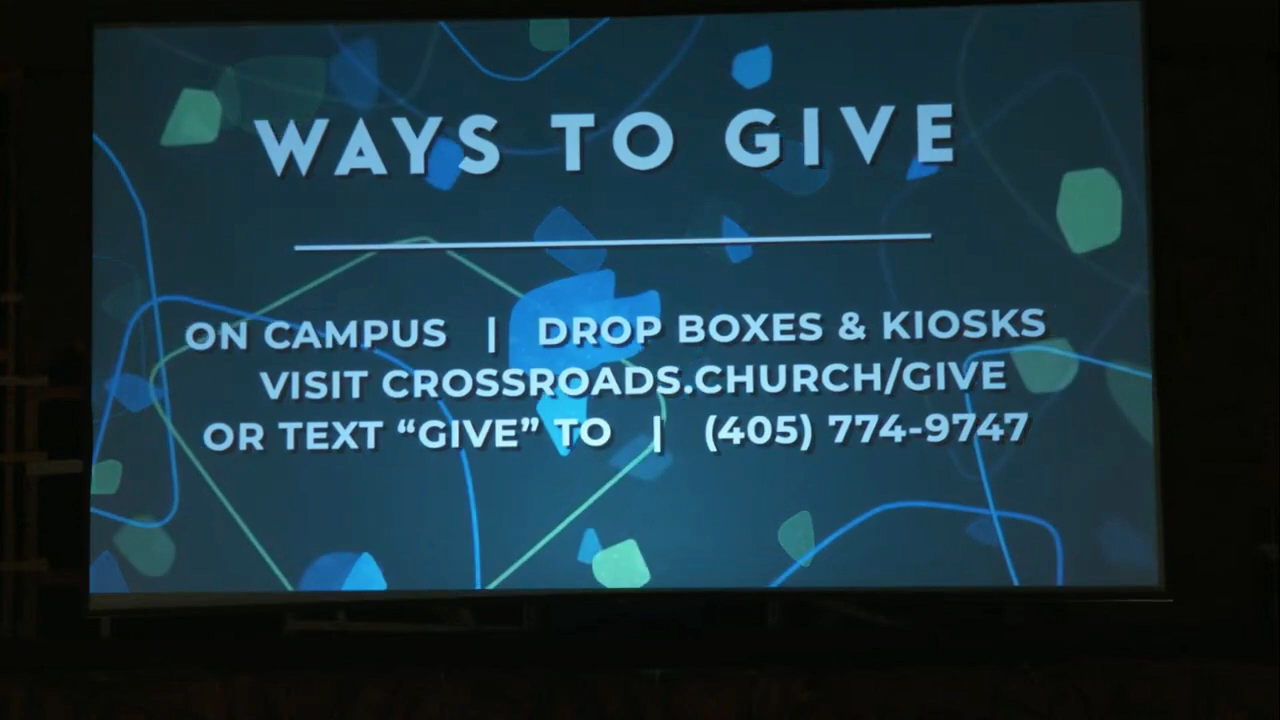 WAYS TO GIVE
ON CAMPUS | DROP BOXES & KIOSKS
VISIT CROSSROADS.CHURCH/GIVE
OR TEXT “GIVE” TO | (405) 774-9747